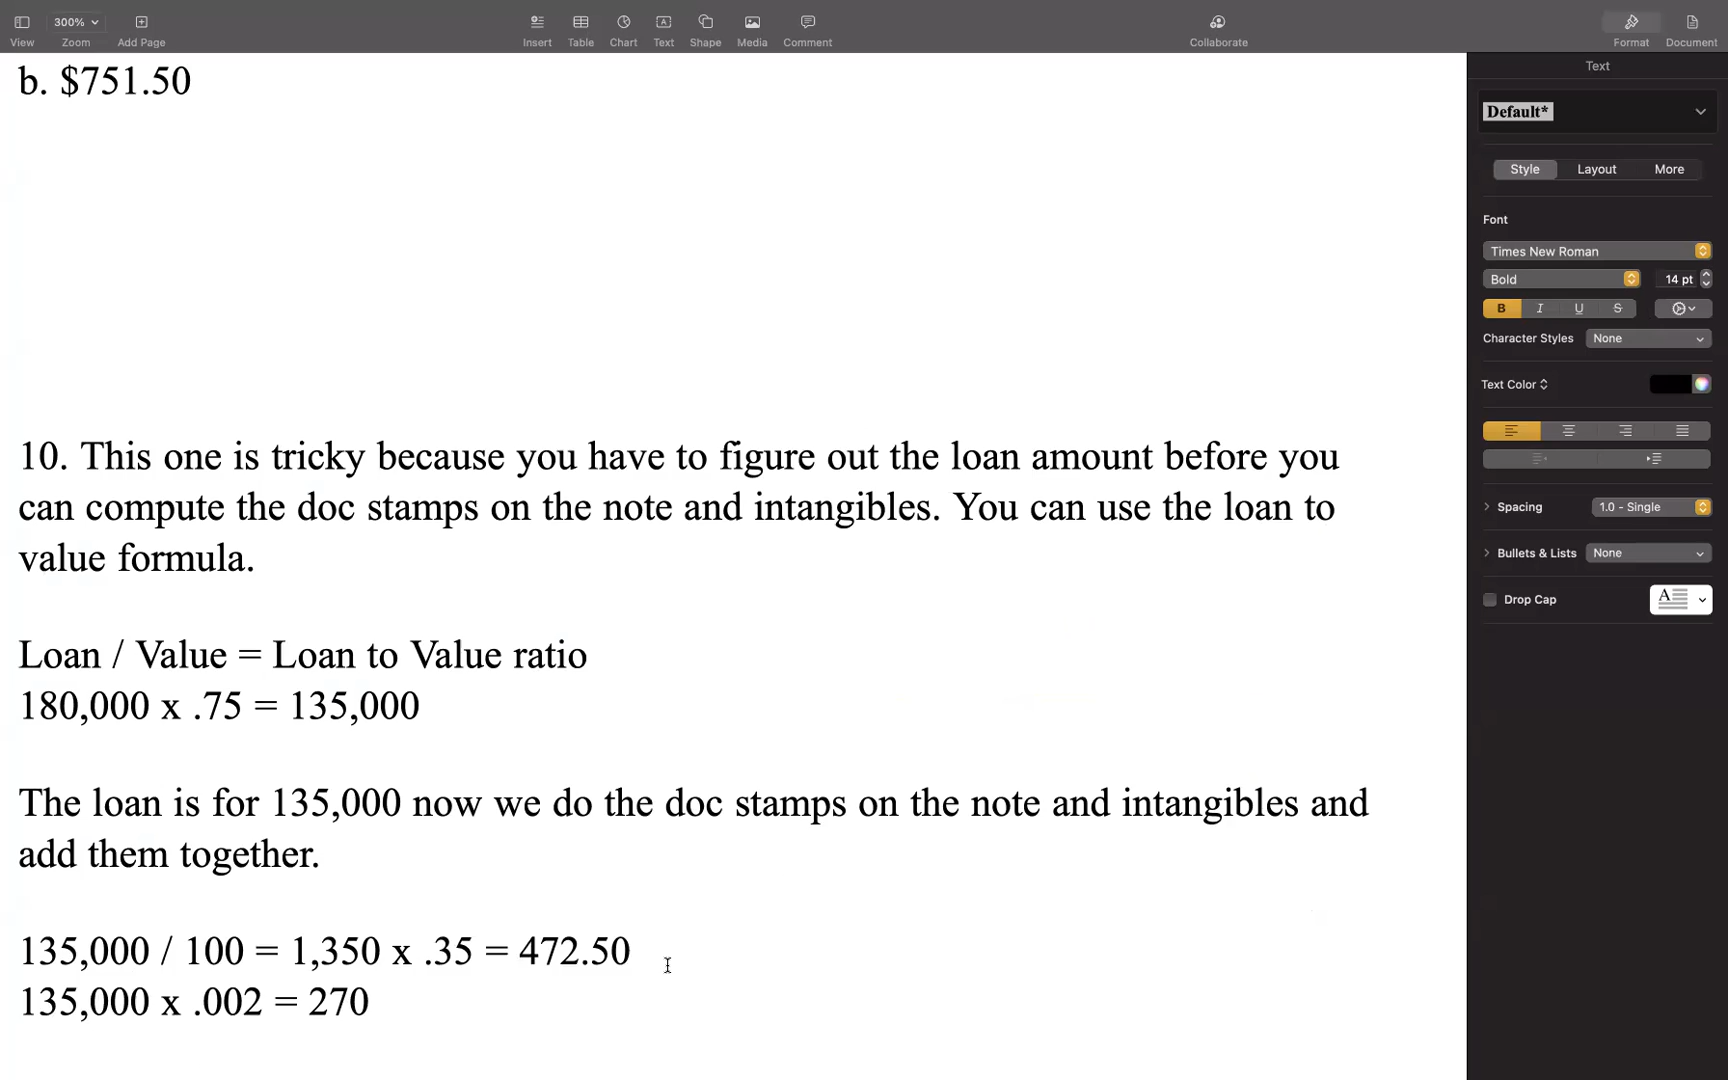 300%
View
Zoom
Add Page
Insert
Table
Chart
Text
Shape
Media
Comment
Collaborate
Format
Document
b. $751.50
10. This one is tricky because you have to figure out the loan amount before you
can compute the doc stamps on the note and intangibles. You can use the loan to
value formula.
Loan / Value = Loan to Value ratio
180,000 x .75 = 135,000
The loan is for 135,000 now we do the doc stamps on the note and intangibles and
add them together.
135,000 / 100 = 1,350 x .35 = 472.50
135,000 x .002 = 270
Text
Default*
Style
Layout
More
Font
Times New Roman
Bold
14 pt
B I U S
Character Styles
None
Text Color
Spacing
1.0 - Single
Bullets & Lists
None
Drop Cap
A